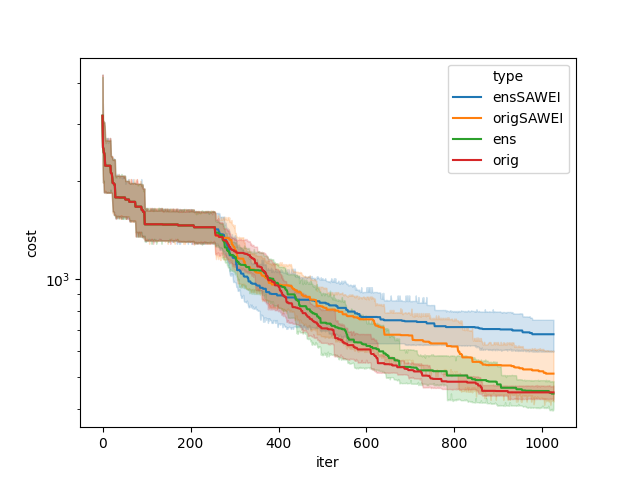 type
ensSAWEI
origSAWEI
ens
orig
cost
10³
0
200
400
600
800
1000
iter